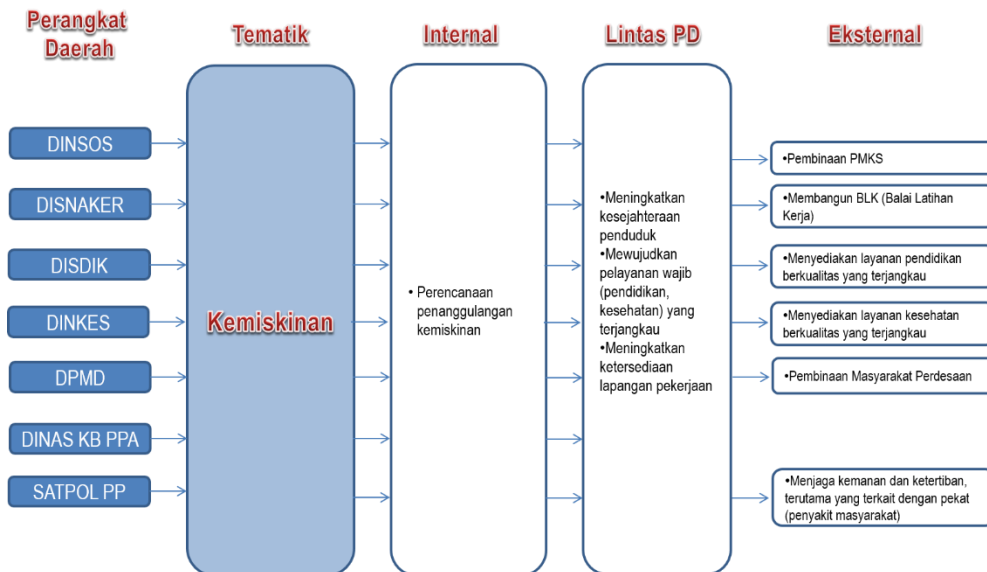 Perangkat
Daerah
Tematik
Internal
Lintas PD
Eksternal
DINSOS
DISNAKER
DISDIK
DINKES
DPMD
DINAS KB PPA
SATPOL PP
Kemiskinan
• Perencanaan
penanggulangan
kemiskinan
•Meningkatkan
kesejahteraan
penduduk
•Mewujudkan
pelayanan wajib
(pendidikan,
kesehatan) yang
terjangkau
•Meningkatkan
ketersediaan
lapangan pekerjaan
•Pembinaan PMKS
•Membangun BLK (Balai Latihan
Kerja)
•Menyediakan layanan pendidikan
berkualitas yang terjangkau
•Menyediakan layanan kesehatan
berkualitas yang terjangkau
•Pembinaan Masyarakat Perdesaan
•Menjaga kemanan dan ketertiban,
terutama yang terkait dengan pekat
(penyakit masyarakat)